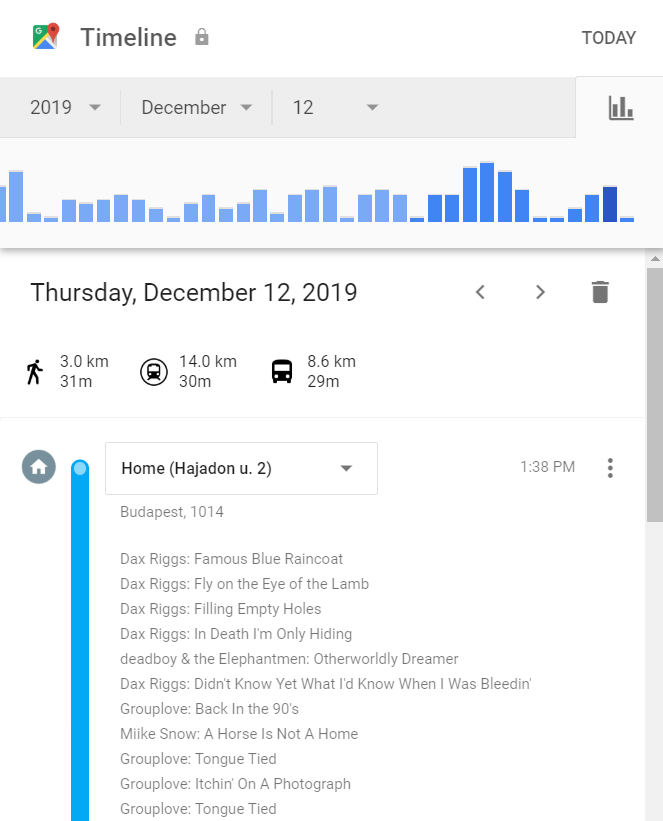 Timeline
TODAY
2019 December 12
Thursday, December 12, 2019
3.0 km 14.0 km 8.6 km
31m 30m 29m
Home (Hajadon u. 2) 1:38 PM
Budapest, 1014
Dax Riggs: Famous Blue Raincoat
Dax Riggs: Fly on the Eye of the Lamb
Dax Riggs: Filling Empty Holes
Dax Riggs: In Death I'm Only Hiding
deadboy & the Elephantmen: Otherworldly Dreamer
Dax Riggs: Didn't Know Yet What I'd Know When I Was Bleedin'
Grouplove: Back In the 90's
Miike Snow: A Horse Is Not A Home
Grouplove: Tongue Tied
Grouplove: Itchin' On A Photograph
Grouplove: Tongue Tied